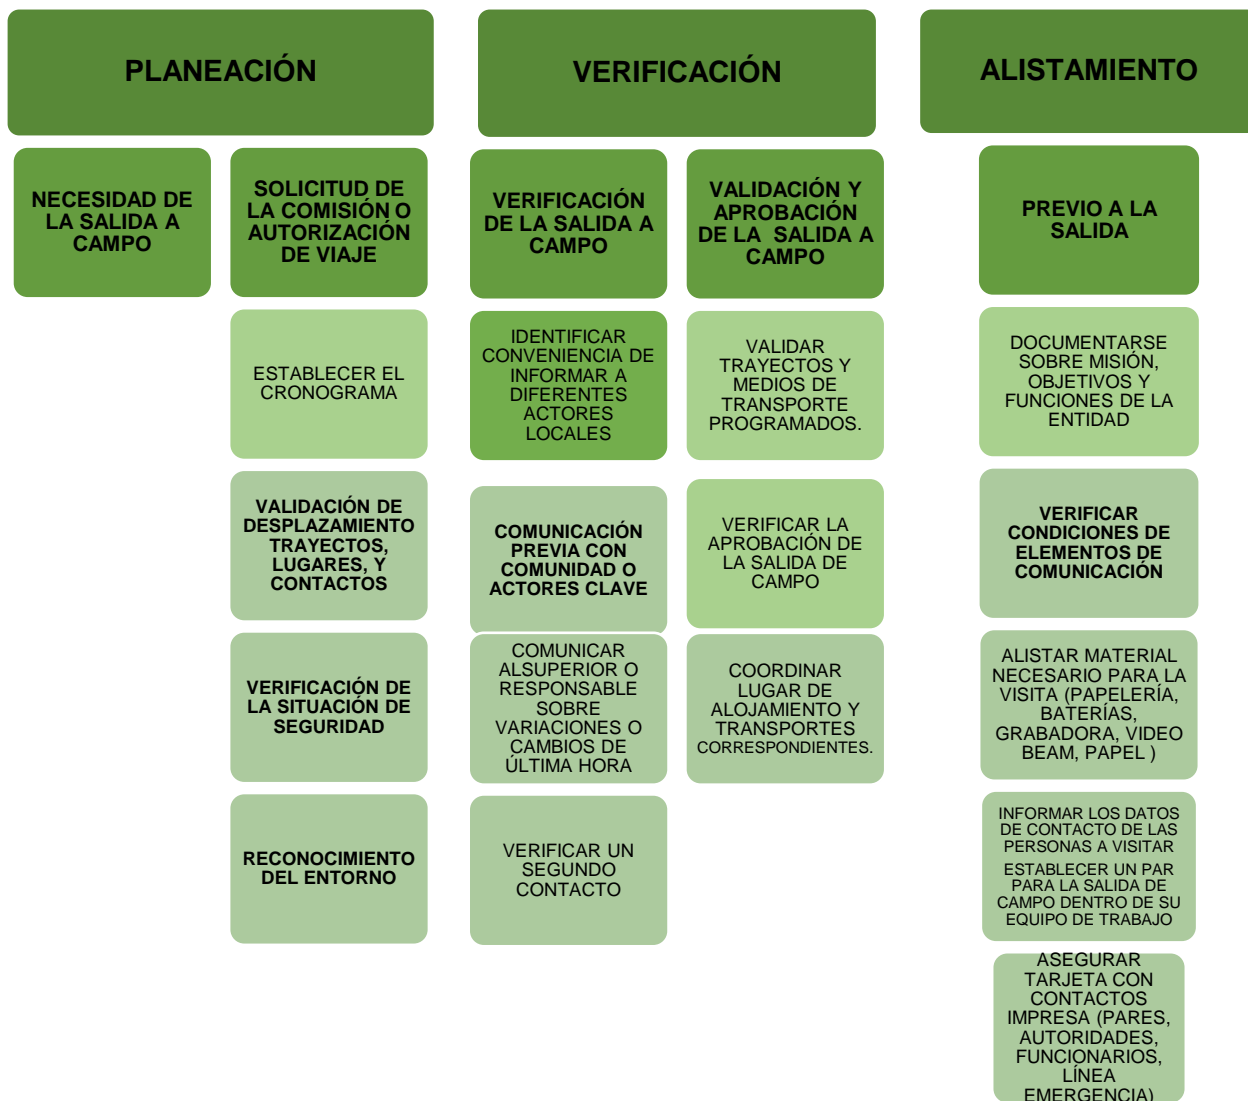 PLANEACIÓN
NECESIDAD DE
LA SALIDA A
CAMPO
SOLICITUD DE
LA COMISIÓN O
AUTORIZACIÓN
DE VIAJE
ESTABLECER EL
CRONOGRAMA
VALIDACIÓN DE
DESPLAZAMIENTO
TRAYECTOS,
LUGARES, Y
CONTACTOS
VERIFICACIÓN DE
LA SITUACIÓN DE
SEGURIDAD
RECONOCIMIENTO
DEL ENTORNO
VERIFICACIÓN
VERIFICACIÓN
DE LA SALIDA A
CAMPO
IDENTIFICAR
CONVENIENCIA DE
INFORMAR A
DIFERENTES
ACTORES
LOCALES
COMUNICACIÓN
PREVIA CON
COMUNIDAD O
ACTORES CLAVE
COMUNICAR
ALSUPERIOR O
RESPONSABLE
SOBRE
VARIACIONES O
CAMBIOS DE
ÚLTIMA HORA
VERIFICAR UN
SEGUNDO
CONTACTO
VALIDACIÓN Y
APROBACIÓN
DE LA SALIDA A
CAMPO
VALIDAR
TRAYECTOS Y
MEDIOS DE
TRANSPORTE
PROGRAMADOS.
VERIFICAR LA
APROBACIÓN DE
LA SALIDA DE
CAMPO
COORDINAR
LUGAR DE
ALOJAMIENTO Y
TRANSPORTES
CORRESPONDIENTES.
ALISTAMIENTO
PREVIO A LA
SALIDA
DOCUMENTARSE
SOBRE MISIÓN,
OBJETIVOS Y
FUNCIONES DE LA
ENTIDAD
VERIFICAR
CONDICIONES DE
ELEMENTOS DE
COMUNICACIÓN
ALISTAR MATERIAL
NECESARIO PARA LA
VISITA (PAPELERÍA,
BATERÍAS,
GRABADORA, VIDEO
BEAM, PAPEL )
INFORMAR LOS DATOS
DE CONTACTO DE LAS
PERSONAS A VISITAR
ESTABLECER UN PAR
PARA LA SALIDA DE
CAMPO DENTRO DE SU
EQUIPO DE TRABAJO
ASEGURAR
TARJETA CON
CONTACTOS
IMPRESA (PARES,
AUTORIDADES,
FUNCIONARIOS,
LÍNEA
EMERGENCIA)